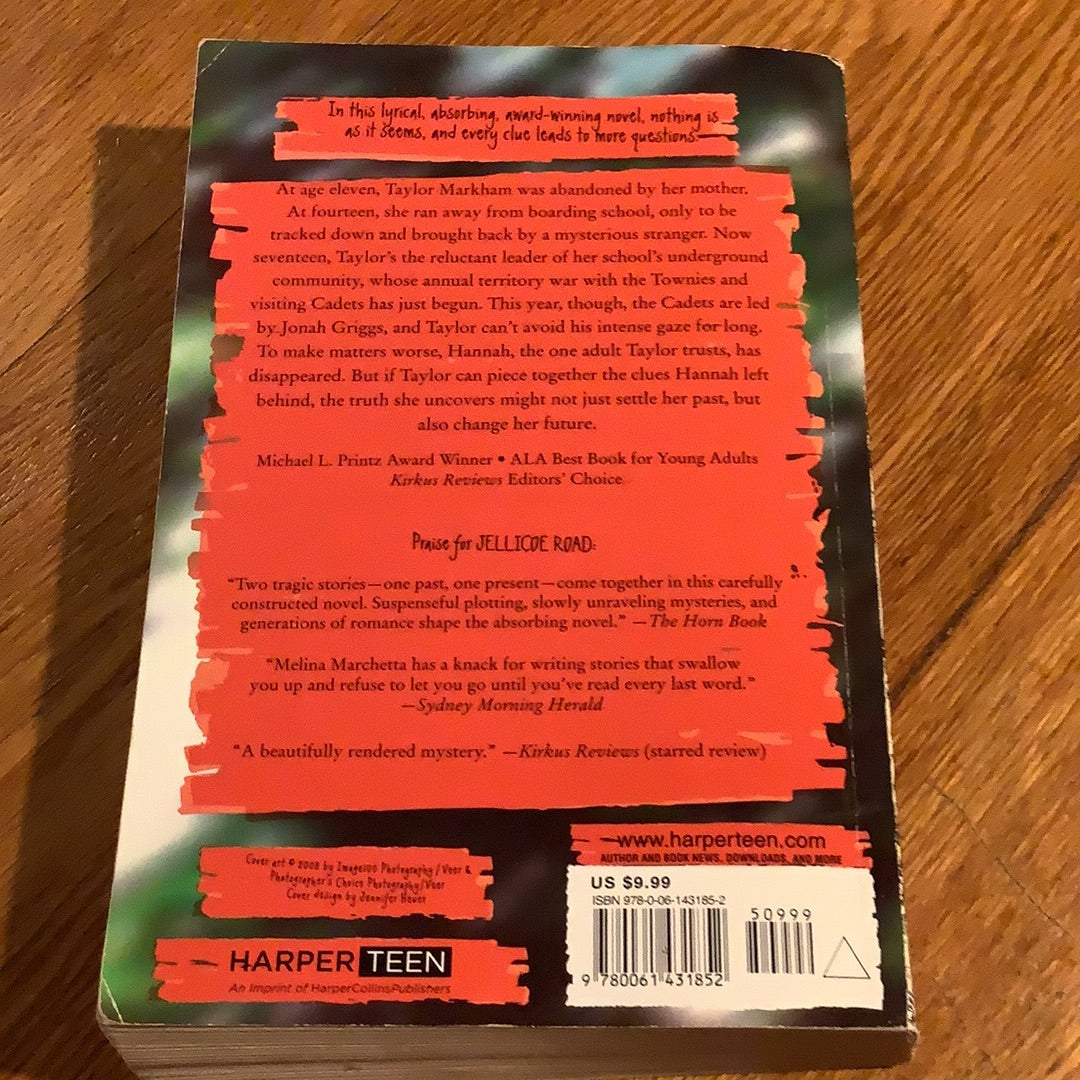 In this lyrical, absorbing, award-winning novel, nothing is
as it seems, and every clue leads to more questions.
At age eleven, Taylor Markham was abandoned by her mother.
At fourteen, she ran away from boarding school, only to be
tracked down and brought back by a mysterious stranger. Now
seventeen, Taylor's the reluctant leader of her school's underground
community, whose annual territory war with the Townies and
visiting Cadets has just begun. This year, though, the Cadets are led
by Jonah Griggs, and Taylor can't avoid his intense gaze for long.
To make matters worse, Hannah, the one adult Taylor trusts, has
disappeared. But if Taylor can piece together the clues Hannah left
behind, the truth she uncovers might not just settle her past, but
also change her future.
Michael L. Printz Award Winner • ALA Best Book for Young Adults
Kirkus Reviews Editors' Choice
Praise for JELLICOE ROAD:
“Two tragic stories—one past, one present—come together in this carefully
constructed novel. Suspenseful plotting, slowly unraveling mysteries, and
generations of romance shape the absorbing novel.” —The Horn Book
“Melina Marchetta has a knack for writing stories that swallow
you up and refuse to let you go until you've read every last word.”
—Sydney Morning Herald
“A beautifully rendered mystery.” —Kirkus Reviews (starred review)
Cover art © 2008 by Image100 Photography / Veer &
Photographer's Choice Photography/Veer
Cover design by Jennifer Heuer
HARPER TEEN
An Imprint of HarperCollinsPublishers
www.harperteen.com
AUTHOR AND BOOK NEWS, DOWNLOADS, AND MORE
US $9.99
ISBN 978-0-06-143185-2
50999
9 780061 431852